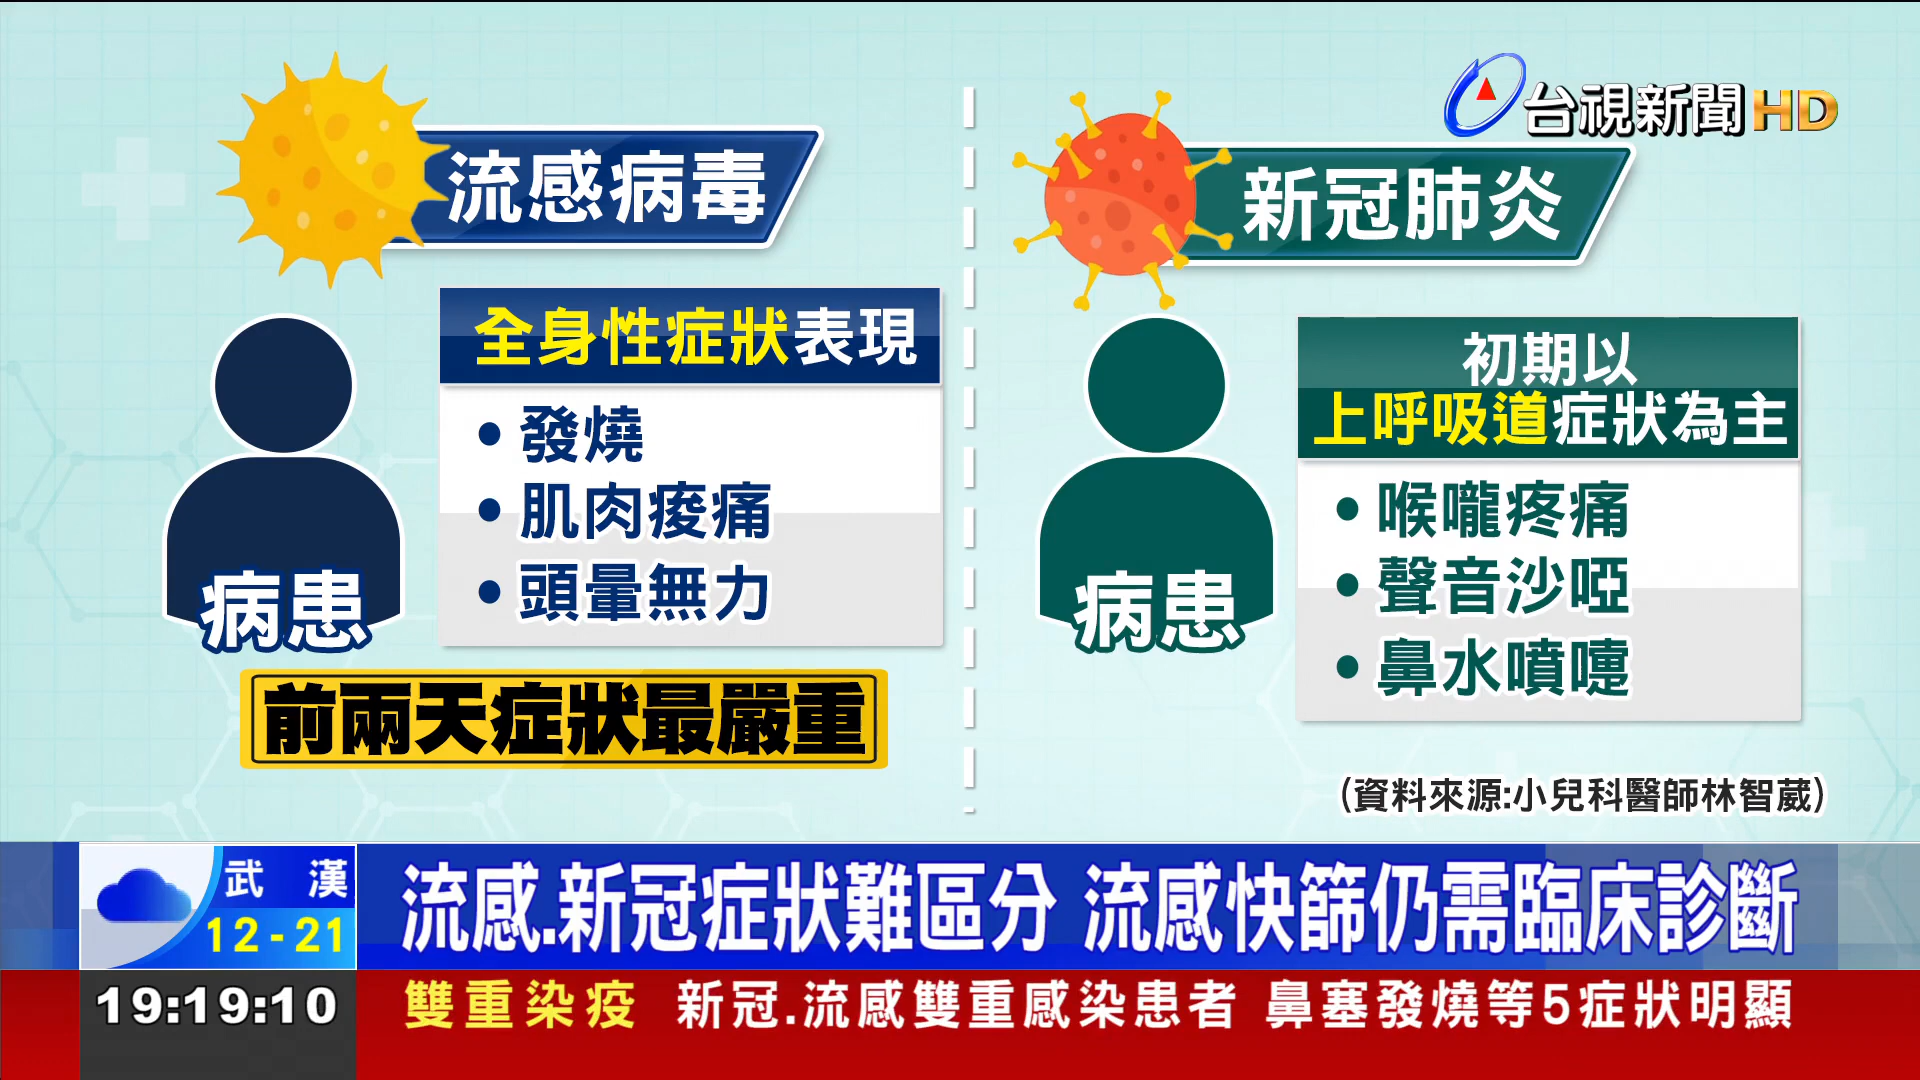 台視新聞HD
流感病毒
全身性症狀表現
• 發燒
• 肌肉痠痛
• 頭暈無力
病患
前兩天症狀最嚴重
新冠肺炎
初期以
上呼吸道症狀為主
• 喉嚨疼痛
• 聲音沙啞
• 鼻水噴嚏
病患
(資料來源:小兒科醫師林智葳)
武漢
12-21
流感.新冠症狀難區分 流感快篩仍需臨床診斷
19:19:10
雙重染疫 新冠.流感雙重感染患者 鼻塞發燒等5症狀明顯